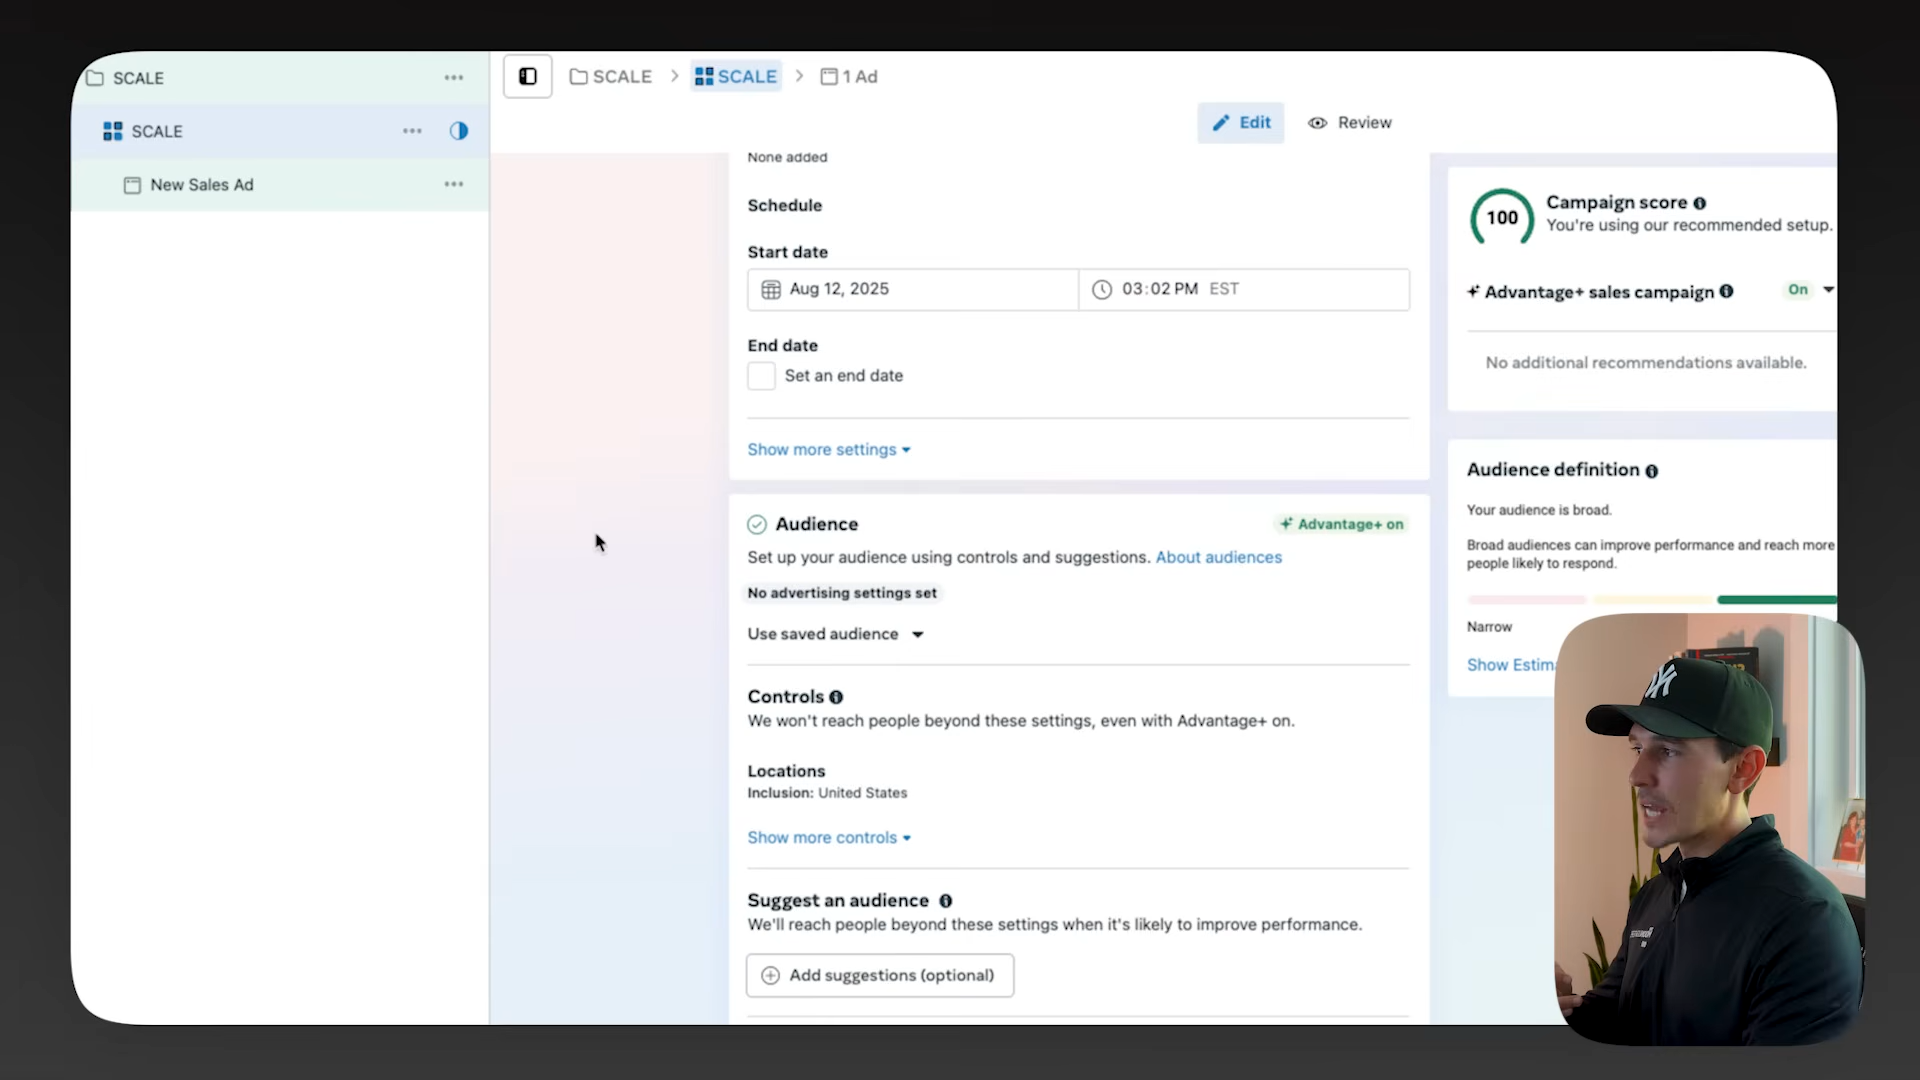 SCALE
SCALE
New Sales Ad
SCALE > SCALE > 1 Ad
Edit
Review
None added
Schedule
Start date
Aug 12, 2025
03:02 PM EST
End date
Set an end date
Show more settings
Audience
Advantage+ on
Set up your audience using controls and suggestions. About audiences
No advertising settings set
Use saved audience
Controls
We won't reach people beyond these settings, even with Advantage+ on.
Locations
Inclusion: United States
Show more controls
Suggest an audience
We'll reach people beyond these settings when it's likely to improve performance.
Add suggestions (optional)
100
Campaign score
You're using our recommended setup.
Advantage+ sales campaign
On
No additional recommendations available.
Audience definition
Your audience is broad.
Broad audiences can improve performance and reach more
people likely to respond.
Narrow
Show Estima